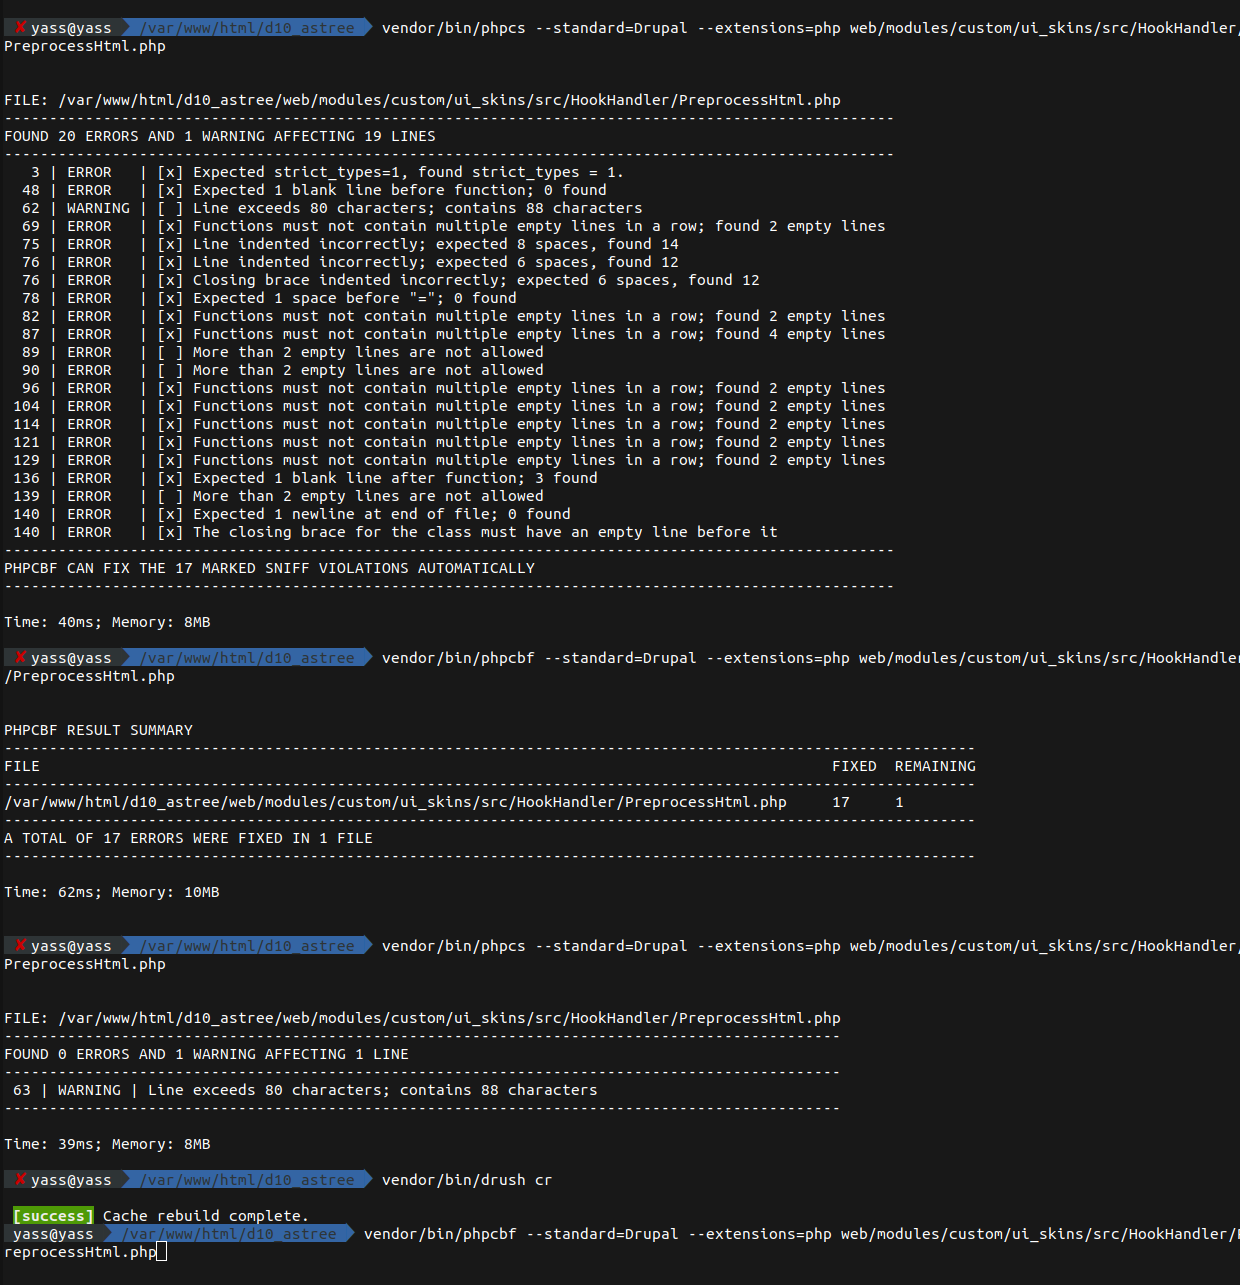 ✘ yass@yass /var/www/html/d10_astree vendor/bin/phpcs --standard=Drupal --extensions=php web/modules/custom/ui_skins/src/HookHandler/
PreprocessHtml.php
FILE: /var/www/html/d10_astree/web/modules/custom/ui_skins/src/HookHandler/PreprocessHtml.php
---------------------------------------------------------------------------------------------------
FOUND 20 ERRORS AND 1 WARNING AFFECTING 19 LINES
---------------------------------------------------------------------------------------------------
3 | ERROR | [x] Expected strict_types=1, found strict_types = 1.
48 | ERROR | [x] Expected 1 blank line before function; 0 found
62 | WARNING | [ ] Line exceeds 80 characters; contains 88 characters
69 | ERROR | [x] Functions must not contain multiple empty lines in a row; found 2 empty lines
75 | ERROR | [x] Line indented incorrectly; expected 8 spaces, found 14
76 | ERROR | [x] Line indented incorrectly; expected 6 spaces, found 12
76 | ERROR | [x] Closing brace indented incorrectly; expected 6 spaces, found 12
78 | ERROR | [x] Expected 1 space before "="; 0 found
82 | ERROR | [x] Functions must not contain multiple empty lines in a row; found 2 empty lines
87 | ERROR | [x] Functions must not contain multiple empty lines in a row; found 4 empty lines
89 | ERROR | [ ] More than 2 empty lines are not allowed
90 | ERROR | [ ] More than 2 empty lines are not allowed
96 | ERROR | [x] Functions must not contain multiple empty lines in a row; found 2 empty lines
104 | ERROR | [x] Functions must not contain multiple empty lines in a row; found 2 empty lines
114 | ERROR | [x] Functions must not contain multiple empty lines in a row; found 2 empty lines
121 | ERROR | [x] Functions must not contain multiple empty lines in a row; found 2 empty lines
129 | ERROR | [x] Functions must not contain multiple empty lines in a row; found 2 empty lines
136 | ERROR | [x] Expected 1 blank line after function; 3 found
139 | ERROR | [ ] More than 2 empty lines are not allowed
140 | ERROR | [x] Expected 1 newline at end of file; 0 found
140 | ERROR | [x] The closing brace for the class must have an empty line before it
---------------------------------------------------------------------------------------------------
PHPCBF CAN FIX THE 17 MARKED SNIFF VIOLATIONS AUTOMATICALLY
---------------------------------------------------------------------------------------------------
Time: 40ms; Memory: 8MB
✘ yass@yass /var/www/html/d10_astree vendor/bin/phpcbf --standard=Drupal --extensions=php web/modules/custom/ui_skins/src/HookHandler
/PreprocessHtml.php
PHPCBF RESULT SUMMARY
------------------------------------------------------------------------------------------------------------
FILE FIXED REMAINING
------------------------------------------------------------------------------------------------------------
/var/www/html/d10_astree/web/modules/custom/ui_skins/src/HookHandler/PreprocessHtml.php 17 1
------------------------------------------------------------------------------------------------------------
A TOTAL OF 17 ERRORS WERE FIXED IN 1 FILE
------------------------------------------------------------------------------------------------------------
Time: 62ms; Memory: 10MB
✘ yass@yass /var/www/html/d10_astree vendor/bin/phpcs --standard=Drupal --extensions=php web/modules/custom/ui_skins/src/HookHandler/
PreprocessHtml.php
FILE: /var/www/html/d10_astree/web/modules/custom/ui_skins/src/HookHandler/PreprocessHtml.php
---------------------------------------------------------------------------------------------
FOUND 0 ERRORS AND 1 WARNING AFFECTING 1 LINE
---------------------------------------------------------------------------------------------
63 | WARNING | Line exceeds 80 characters; contains 88 characters
---------------------------------------------------------------------------------------------
Time: 39ms; Memory: 8MB
✘ yass@yass /var/www/html/d10_astree vendor/bin/drush cr
[success] Cache rebuild complete.
yass@yass /var/www/html/d10_astree vendor/bin/phpcbf --standard=Drupal --extensions=php web/modules/custom/ui_skins/src/HookHandler/P
reprocessHtml.php